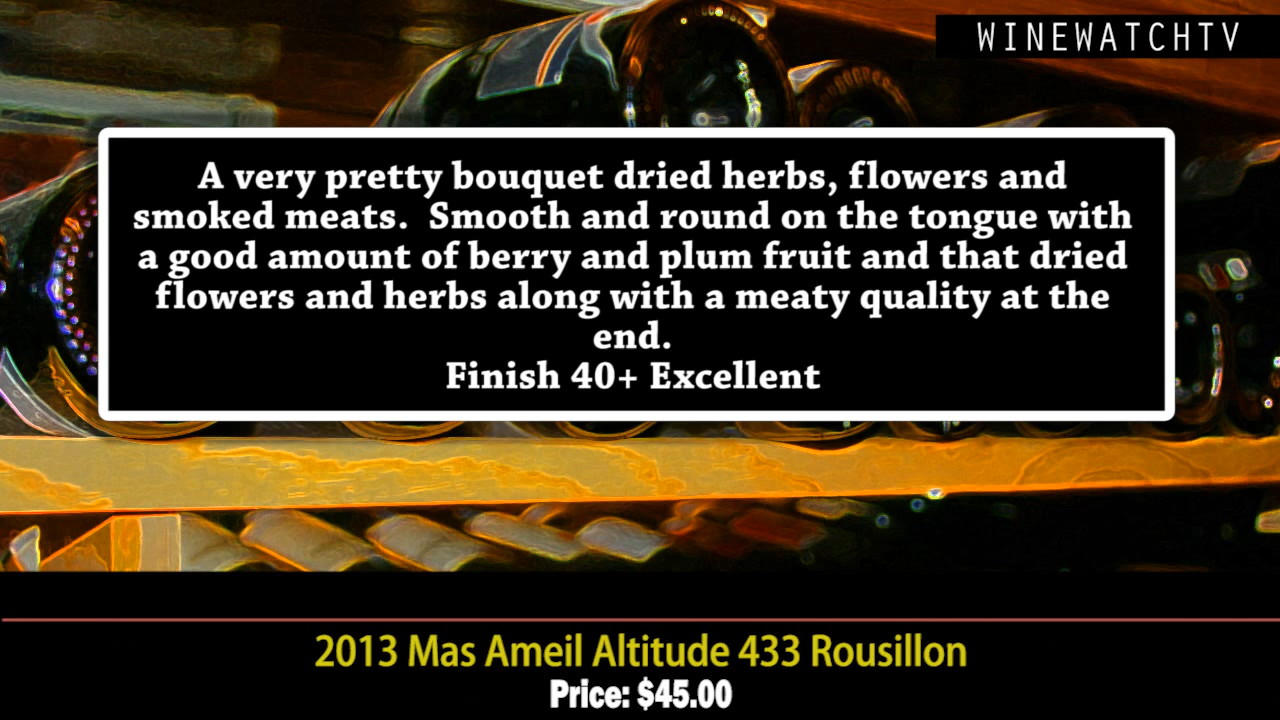 WINEWATCHTV
A very pretty bouquet dried herbs, flowers and
smoked meats.  Smooth and round on the tongue with
a good amount of berry and plum fruit and that dried
flowers and herbs along with a meaty quality at the
end.
Finish 40+ Excellent
2013 Mas Ameil Altitude 433 Rousillon
Price: $45.00